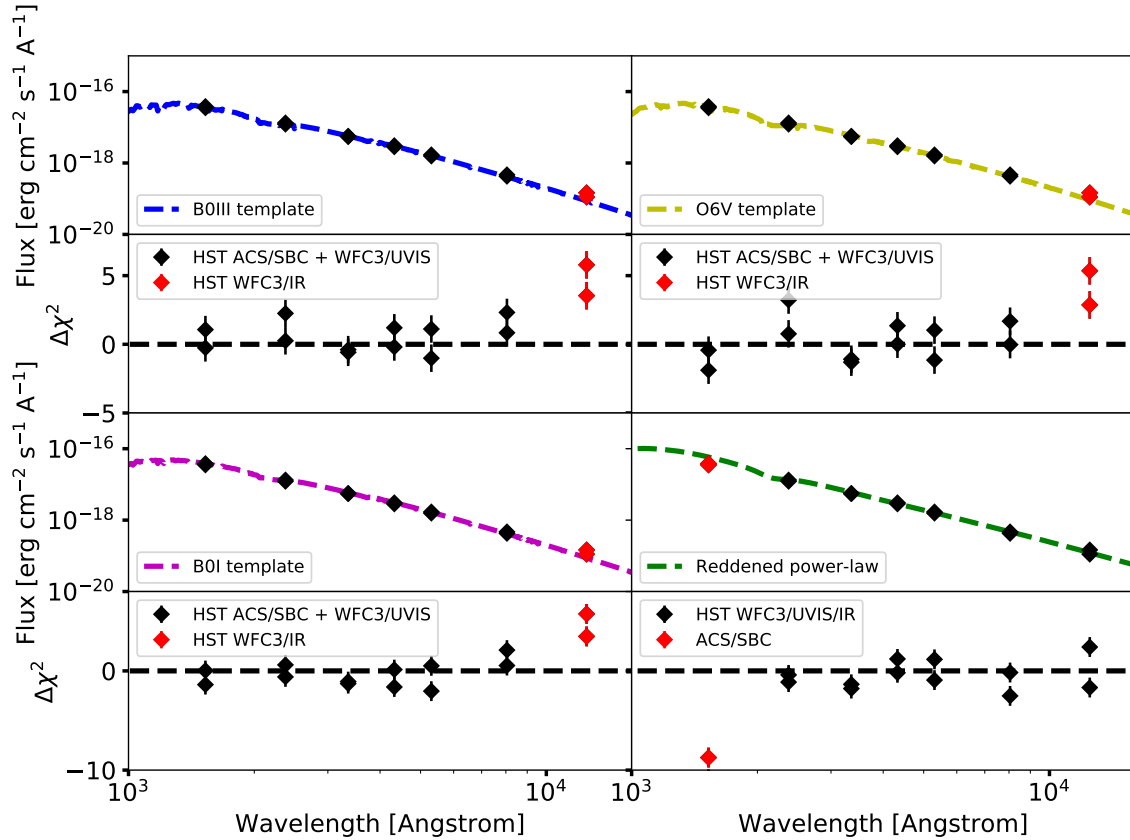 Flux [erg cm⁻² s⁻¹ A⁻¹]
10⁻¹⁶
10⁻¹⁸
10⁻²⁰
B0III template
O6V template
Δχ²
5
0
−5
HST ACS/SBC + WFC3/UVIS
HST WFC3/IR
HST ACS/SBC + WFC3/UVIS
HST WFC3/IR
Flux [erg cm⁻² s⁻¹ A⁻¹]
10⁻¹⁶
10⁻¹⁸
10⁻²⁰
B0I template
Reddened power-law
Δχ²
0
−10
HST ACS/SBC + WFC3/UVIS
HST WFC3/IR
HST WFC3/UVIS/IR
ACS/SBC
10³
10⁴
10³
10⁴
Wavelength [Angstrom]
Wavelength [Angstrom]